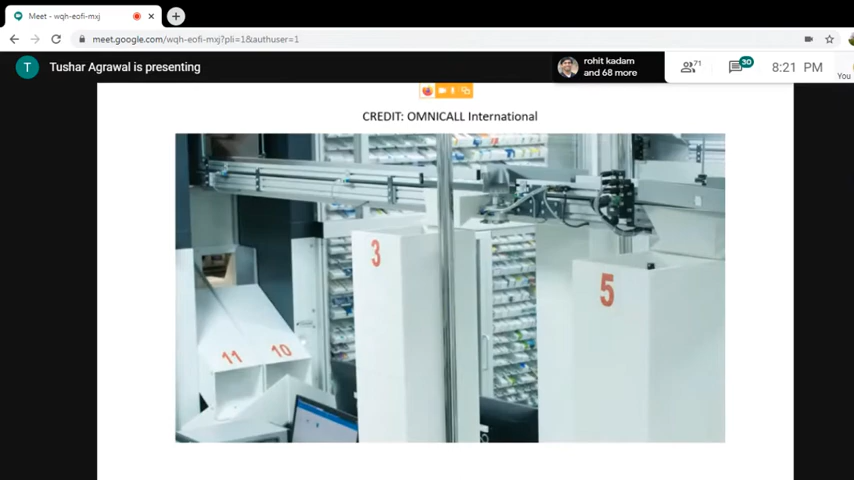 Meet - wqh-eofi-mxj
meet.google.com/wqh-eofi-mxj?pli=1&authuser=1
T
Tushar Agrawal is presenting
rohit kadam
and 68 more
71
30
8:21 PM
You
CREDIT: OMNICALL International
3
5
11
10